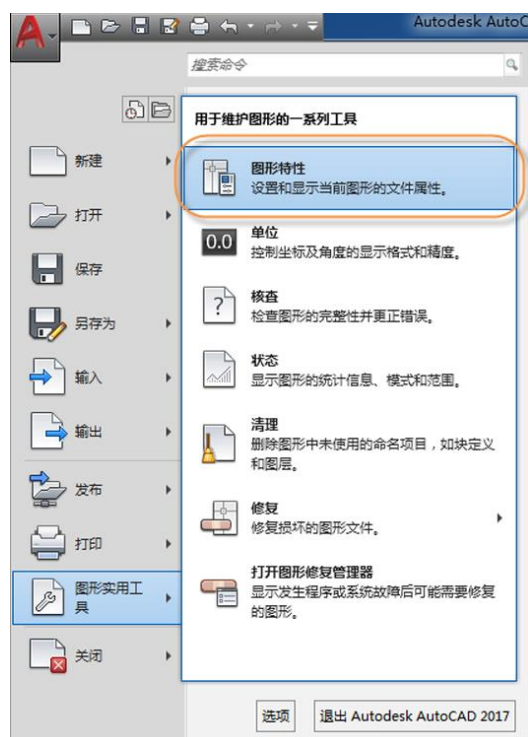 Autodesk AutoC
搜索命令
用于维护图形的一系列工具
图形特性
设置和显示当前图形的文件属性。
单位
控制坐标及角度的显示格式和精度。
0.0
核查
检查图形的完整性并更正错误。
状态
显示图形的统计信息、模式和范围。
清理
删除图形中未使用的命名项目，如块定义
和图层。
修复
修复损坏的图形文件。
打开图形修复管理器
显示发生程序或系统故障后可能需要修复
的图形。
新建
打开
保存
另存为
输入
输出
发布
打印
图形实用工
具
关闭
选项
退出 Autodesk AutoCAD 2017